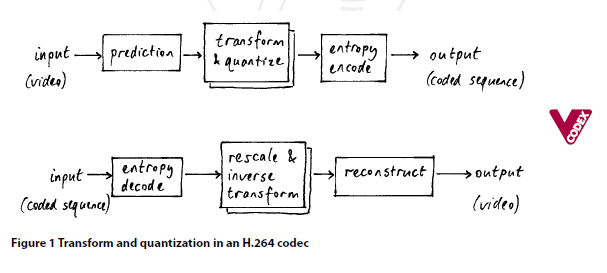 input
(video)
prediction
transform
& quantize
entropy
encode
output
(coded sequence)
V
CODEX
input
(coded sequence)
entropy
decode
rescale &
inverse
transform
reconstruct
output
(video)
Figure 1 Transform and quantization in an H.264 codec